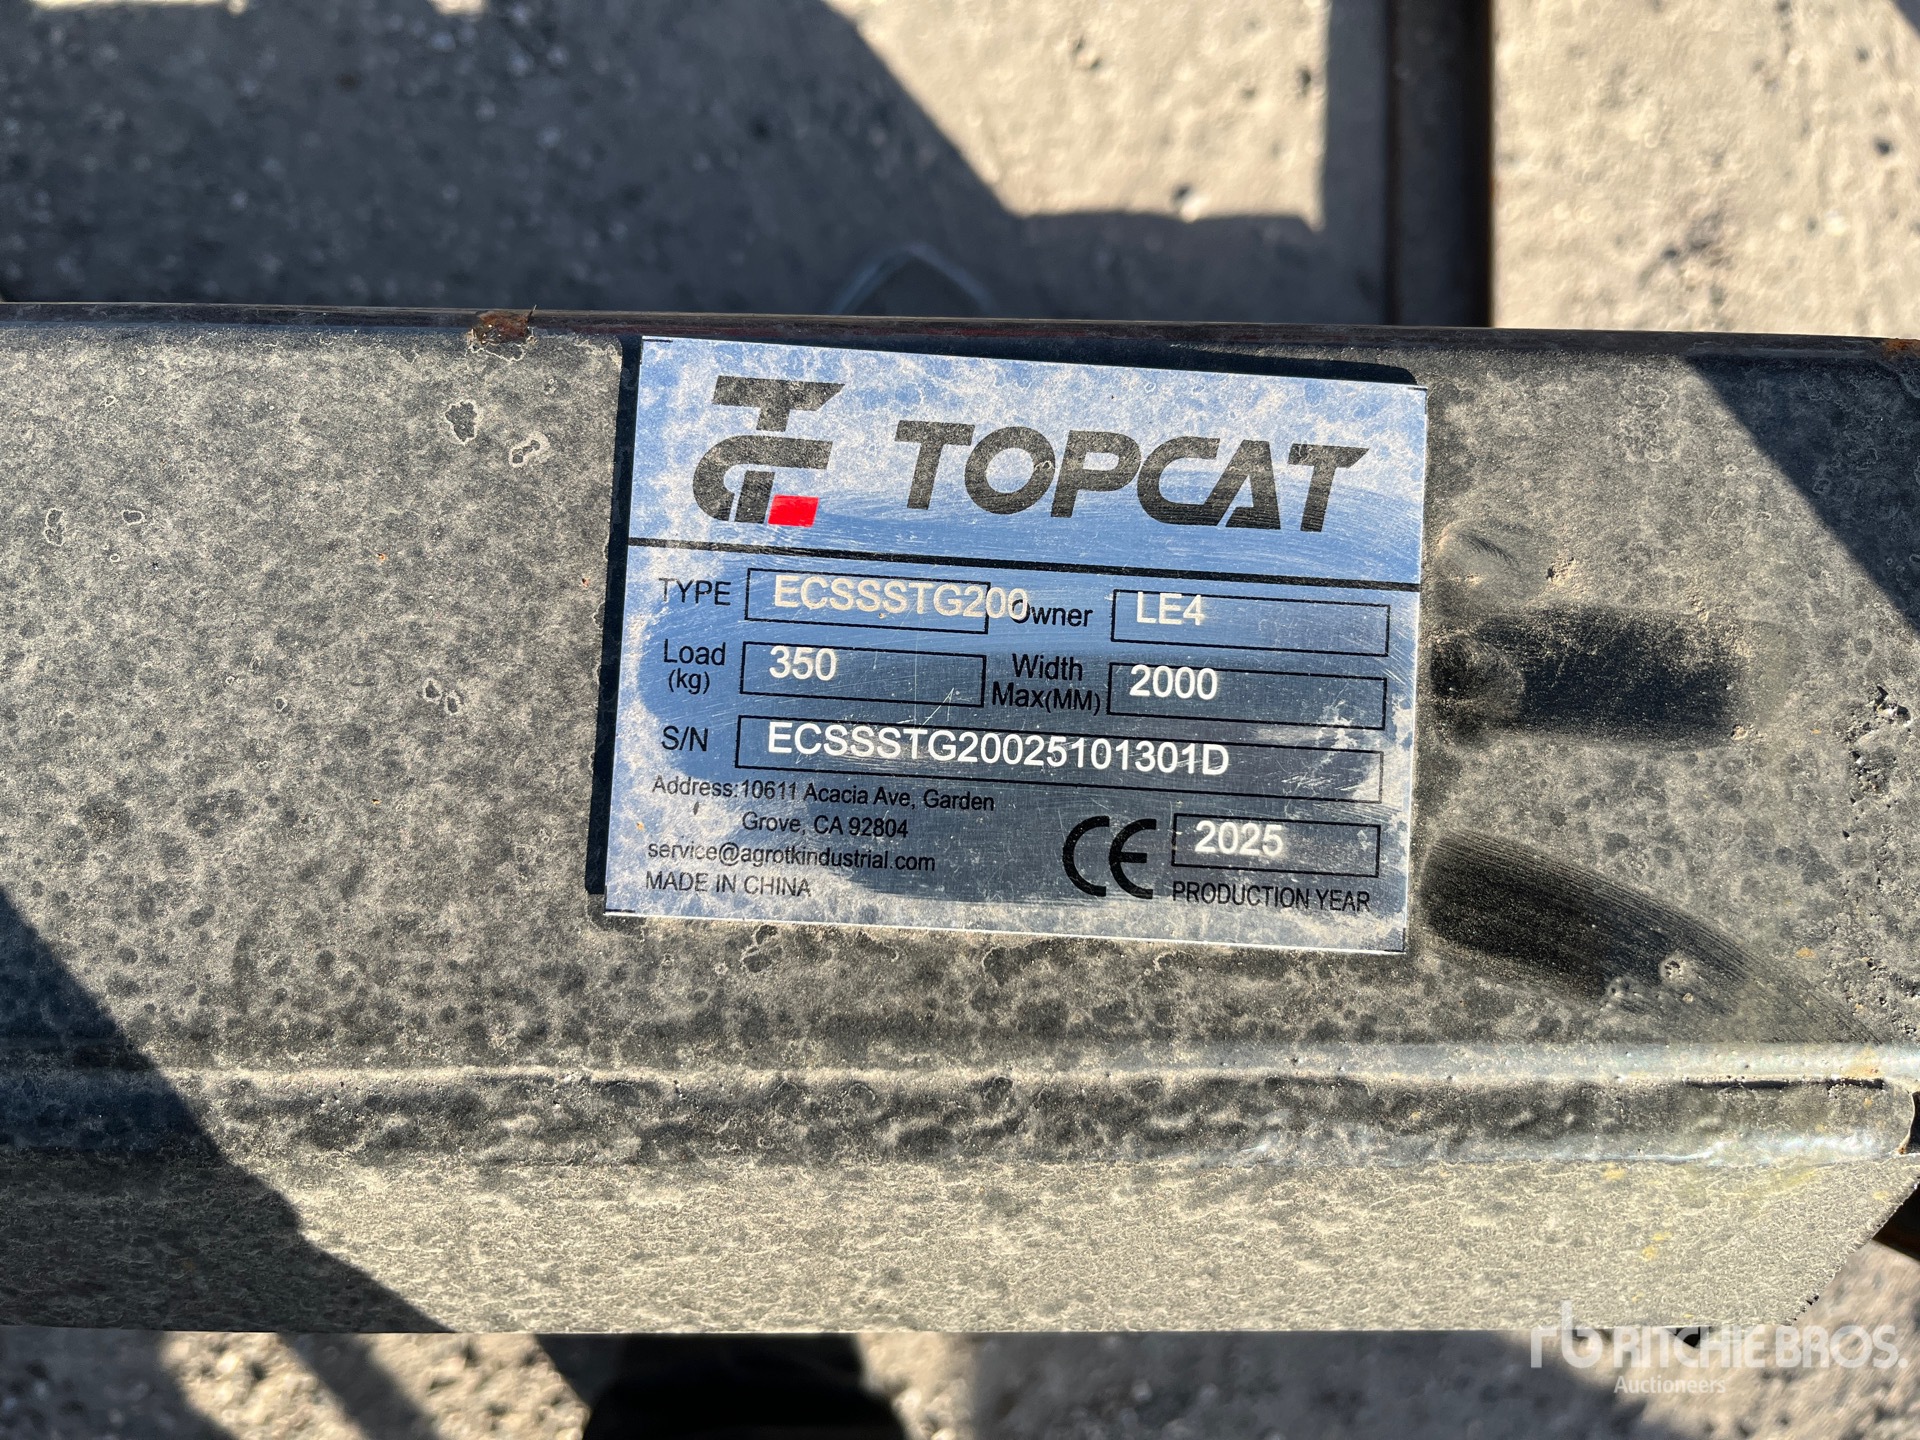 TOPCAT
TYPE ECSSSTG200 Owner LE4
Load (kg) 350 Width Max(MM) 2000
S/N ECSSSTG20025101301D
Address:10611 Acacia Ave, Garden
Grove, CA 92804
service@agrotkindustrial.com
MADE IN CHINA
CE 2025
PRODUCTION YEAR
rb RITCHIE BROS.
Auctioneers